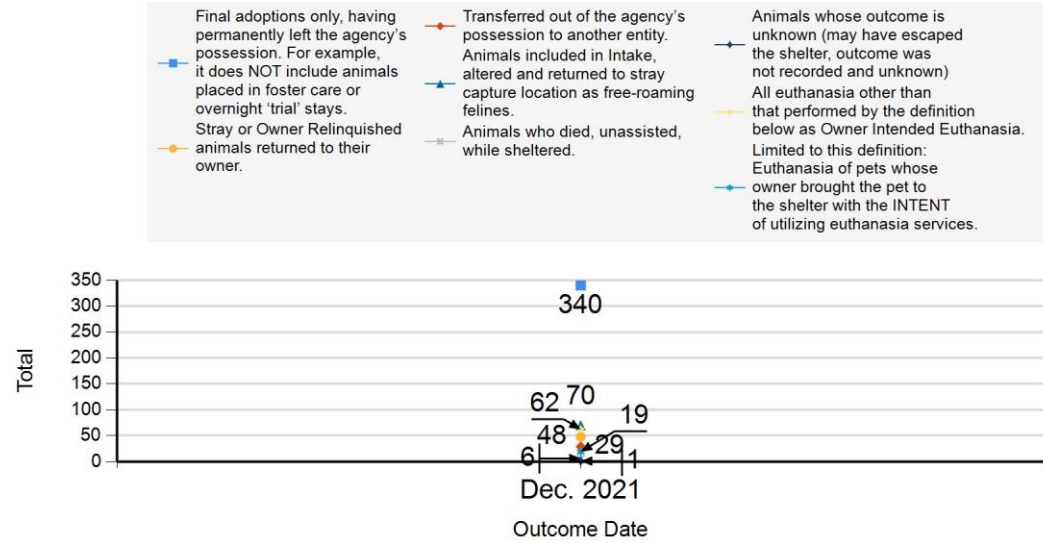 Final adoptions only, having
permanently left the agency's
possession. For example,
it does NOT include animals
placed in foster care or
overnight 'trial' stays.
Stray or Owner Relinquished
animals returned to their
owner.
Transferred out of the agency's
possession to another entity.
Animals included in Intake,
altered and returned to stray
capture location as free-roaming
felines.
Animals who died, unassisted,
while sheltered.
Animals whose outcome is
unknown (may have escaped
the shelter, outcome was
not recorded and unknown)
All euthanasia other than
that performed by the definition
below as Owner Intended Euthanasia.
Limited to this definition:
Euthanasia of pets whose
owner brought the pet to
the shelter with the INTENT
of utilizing euthanasia services.
Total
350
300
250
200
150
100
50
0
340
70
62
19
48
29
6
1
Dec. 2021
Outcome Date